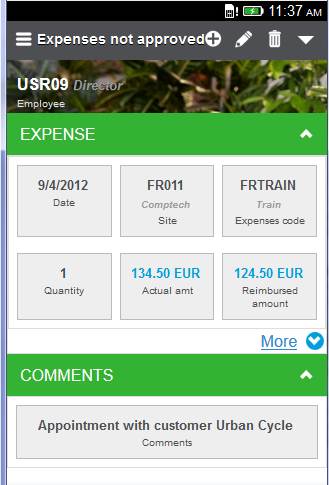 11:37 AM
Expenses not approved
USR09 Director
Employee
EXPENSE
9/4/2012
Date
FR011
Comptech
Site
FRTRAIN
Train
Expenses code
1
Quantity
134.50 EUR
Actual amt
124.50 EUR
Reimbursed
amount
More
COMMENTS
Appointment with customer Urban Cycle
Comments